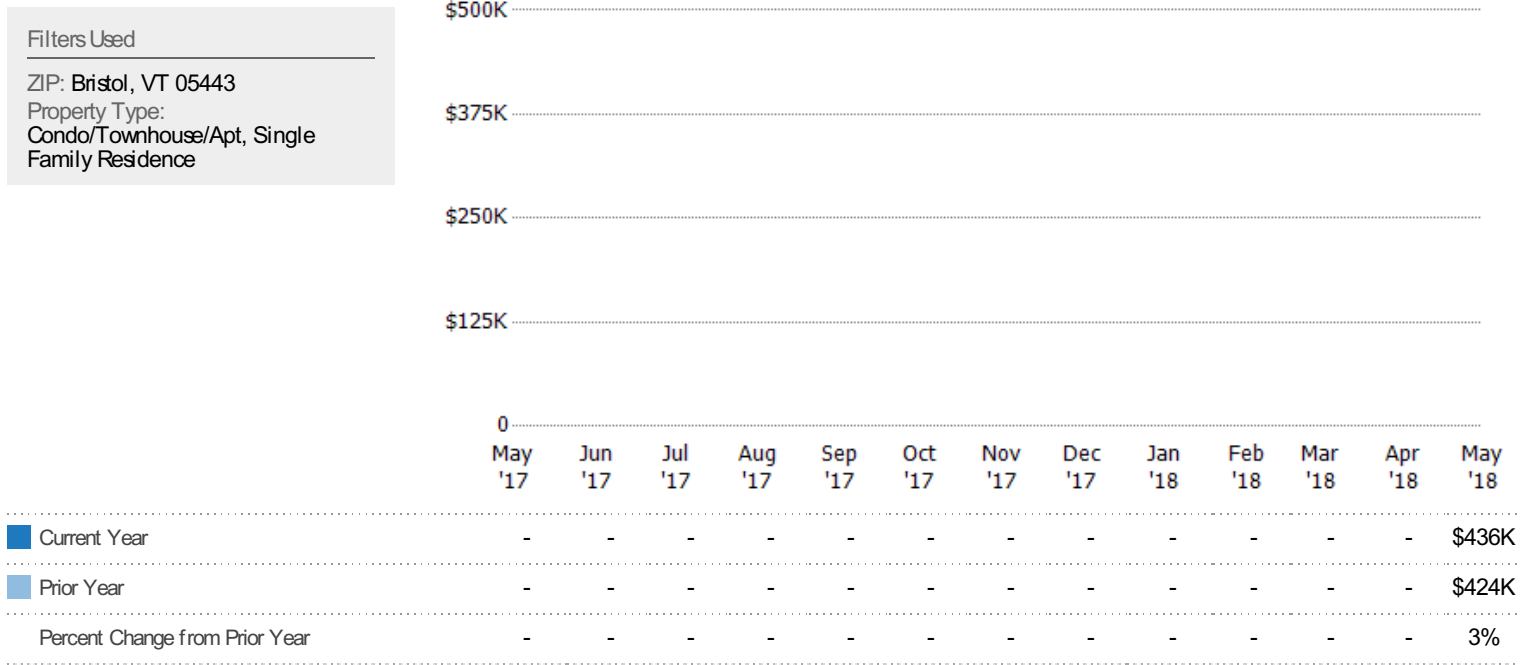 Filters Used
ZIP: Bristol, VT 05443
Property Type:
Condo/Townhouse/Apt, Single
Family Residence
$500K
$375K
$250K
$125K
0
May Jun Jul Aug Sep Oct Nov Dec Jan Feb Mar Apr May
'17 '17 '17 '17 '17 '17 '17 '17 '18 '18 '18 '18 '18
Current Year - - - - - - - - - - - - $436K
Prior Year - - - - - - - - - - - - $424K
Percent Change from Prior Year - - - - - - - - - - - - 3%